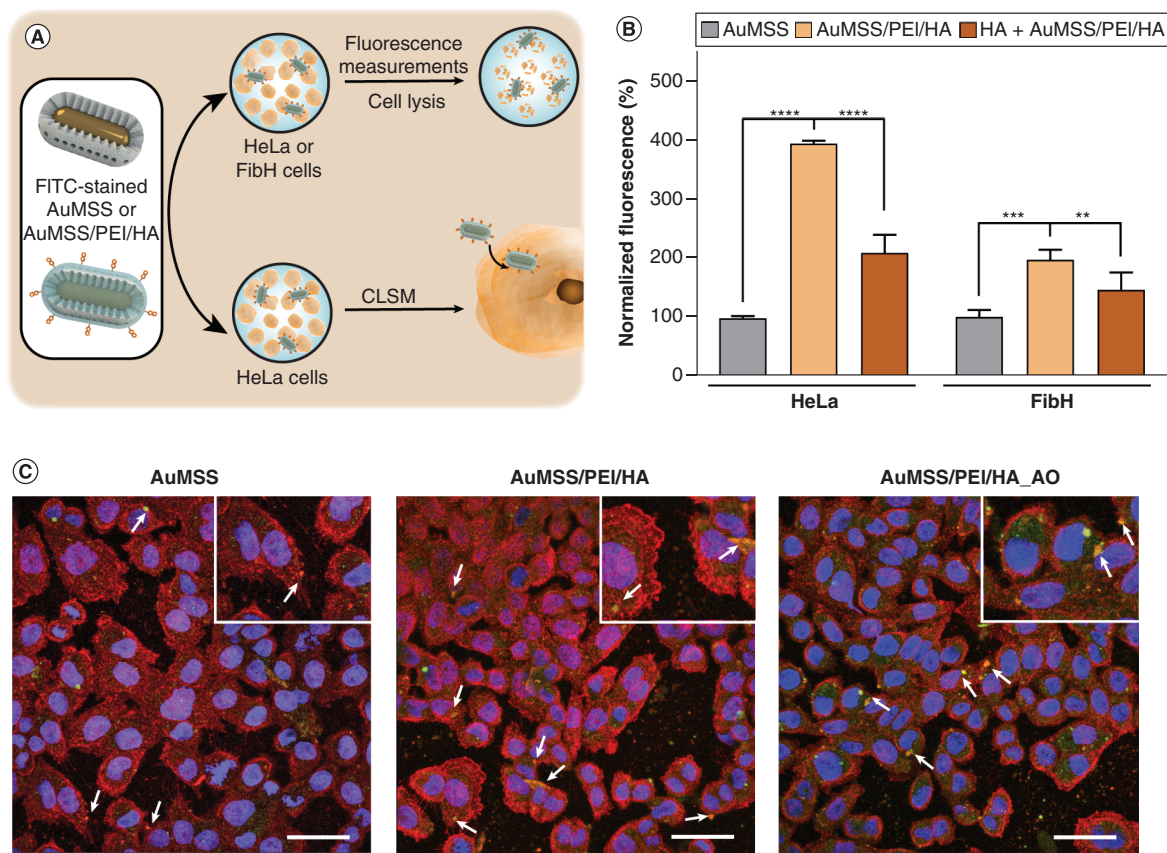 A
FITC-stained
AuMSS or
AuMSS/PEI/HA
HeLa or
FibH cells
Fluorescence
measurements
Cell lysis
HeLa cells
CLSM
B
AuMSS
AuMSS/PEI/HA
HA + AuMSS/PEI/HA
Normalized fluorescence (%)
500
400
300
200
100
0
**** ****
*** **
HeLa
FibH
C
AuMSS
AuMSS/PEI/HA
AuMSS/PEI/HA_AO